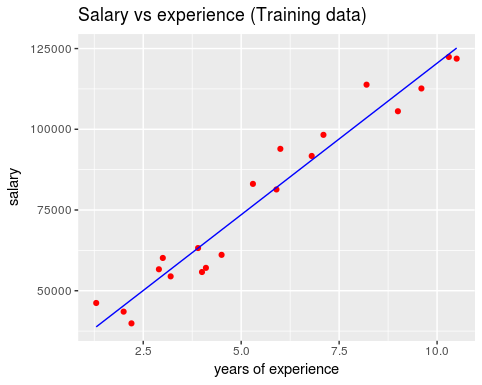 Salary vs experience (Training data)
125000
100000
75000
50000
salary
2.5
5.0
7.5
10.0
years of experience